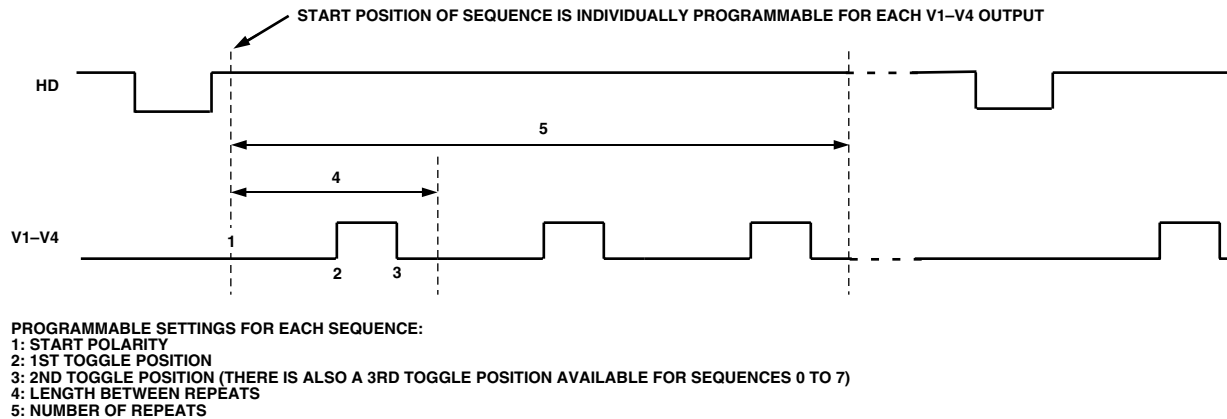 START POSITION OF SEQUENCE IS INDIVIDUALLY PROGRAMMABLE FOR EACH V1–V4 OUTPUT
HD
5
4
V1–V4
1
2
3
PROGRAMMABLE SETTINGS FOR EACH SEQUENCE:
1: START POLARITY
2: 1ST TOGGLE POSITION
3: 2ND TOGGLE POSITION (THERE IS ALSO A 3RD TOGGLE POSITION AVAILABLE FOR SEQUENCES 0 TO 7)
4: LENGTH BETWEEN REPEATS
5: NUMBER OF REPEATS